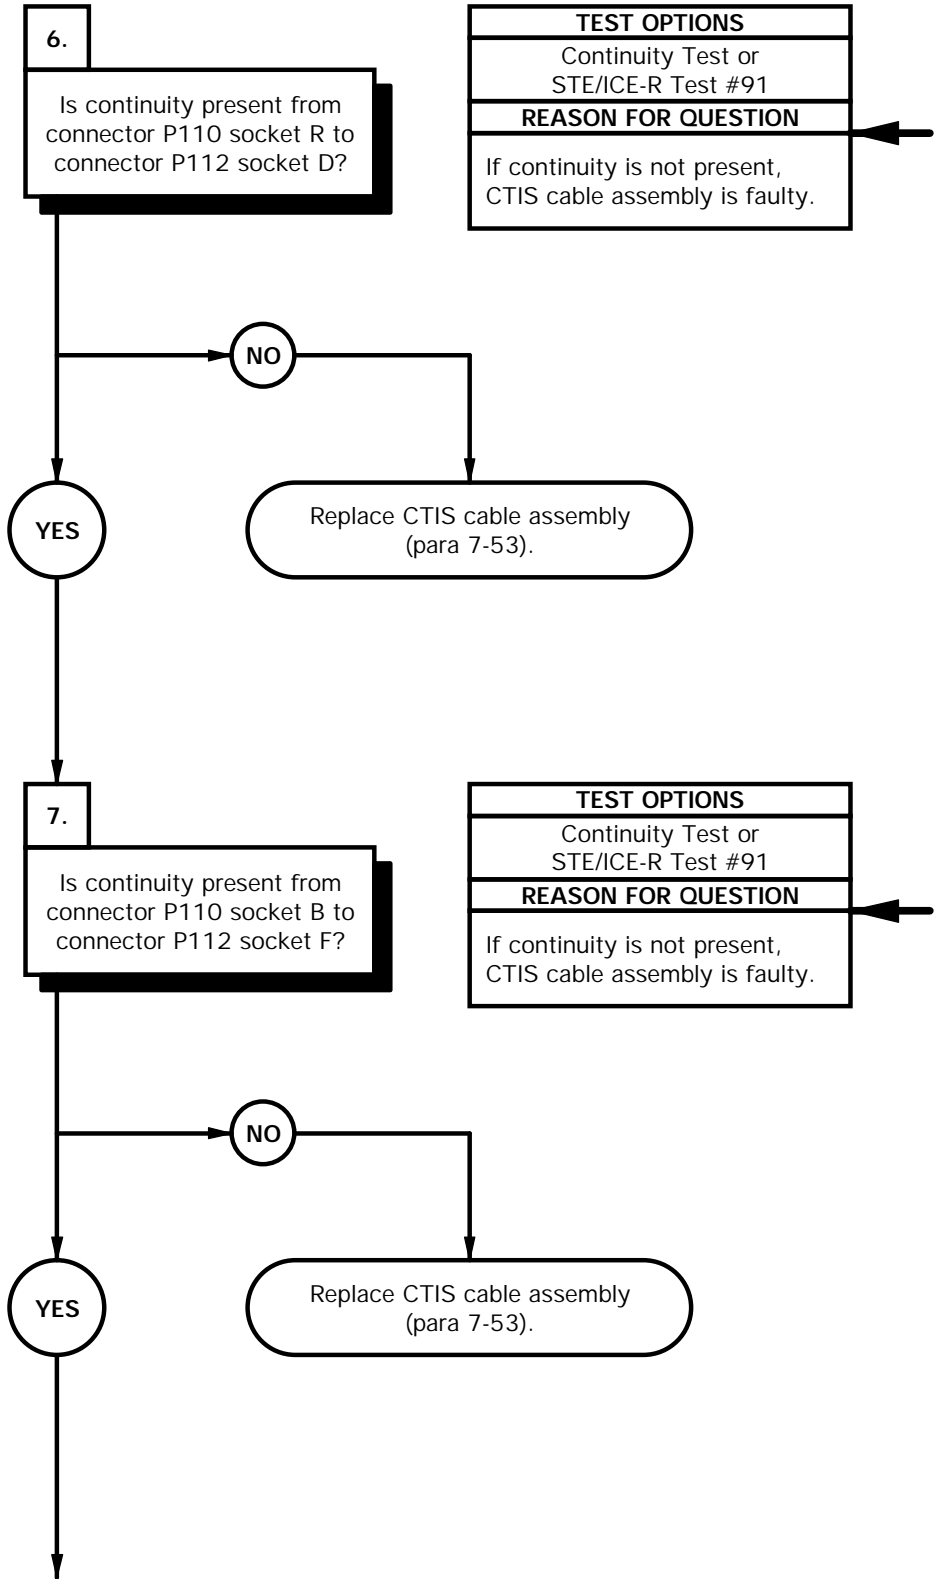 6.
Is continuity present from
connector P110 socket R to
connector P112 socket D?
TEST OPTIONS
Continuity Test or
STE/ICE-R Test #91
REASON FOR QUESTION
If continuity is not present,
CTIS cable assembly is faulty.
NO
YES
Replace CTIS cable assembly
(para 7-53).
7.
Is continuity present from
connector P110 socket B to
connector P112 socket F?
TEST OPTIONS
Continuity Test or
STE/ICE-R Test #91
REASON FOR QUESTION
If continuity is not present,
CTIS cable assembly is faulty.
NO
YES
Replace CTIS cable assembly
(para 7-53).